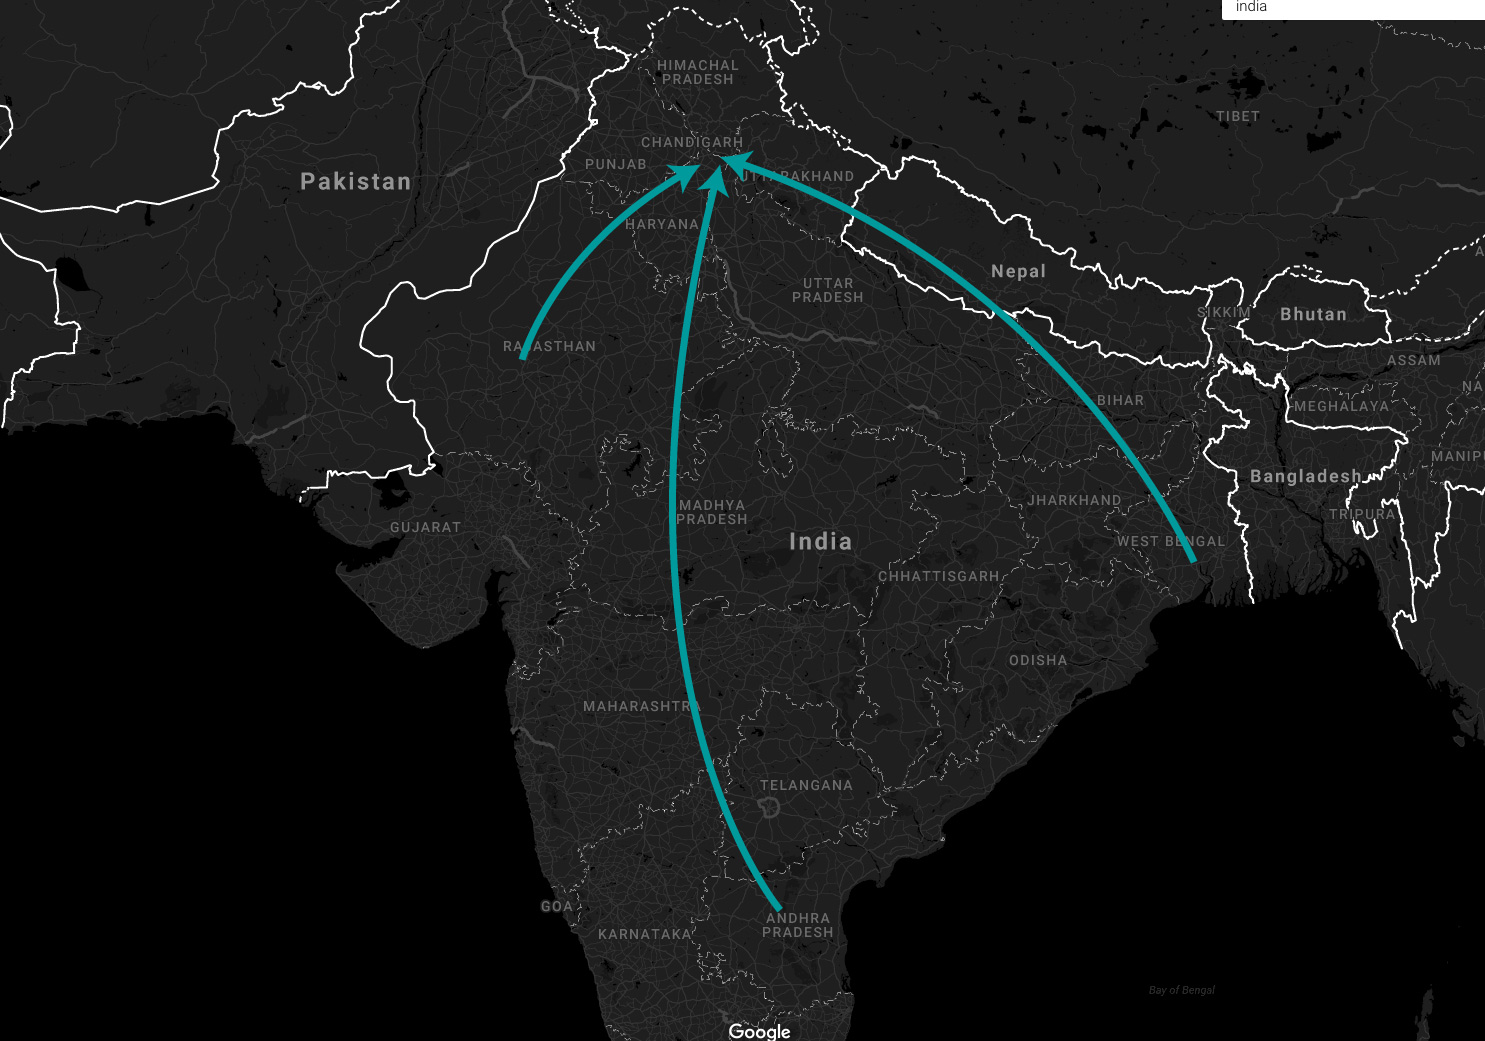 india
HIMACHAL
PRADESH
TIBET
CHANDIGARH
PUNJAB
UTTARAKHAND
Pakistan
HARYANA
Nepal
UTTAR
PRADESH
SIKKIM
Bhutan
RAJASTHAN
ASSAM
NA
BIHAR
MEGHALAYA
MANIPU
Bangladesh
JHARKHAND
MADHYA
PRADESH
TRIPURA
GUJARAT
India
WEST BENGAL
CHHATTISGARH
ODISHA
MAHARASHTRA
TELANGANA
GOA
ANDHRA
PRADESH
KARNATAKA
Bay of Bengal
Google